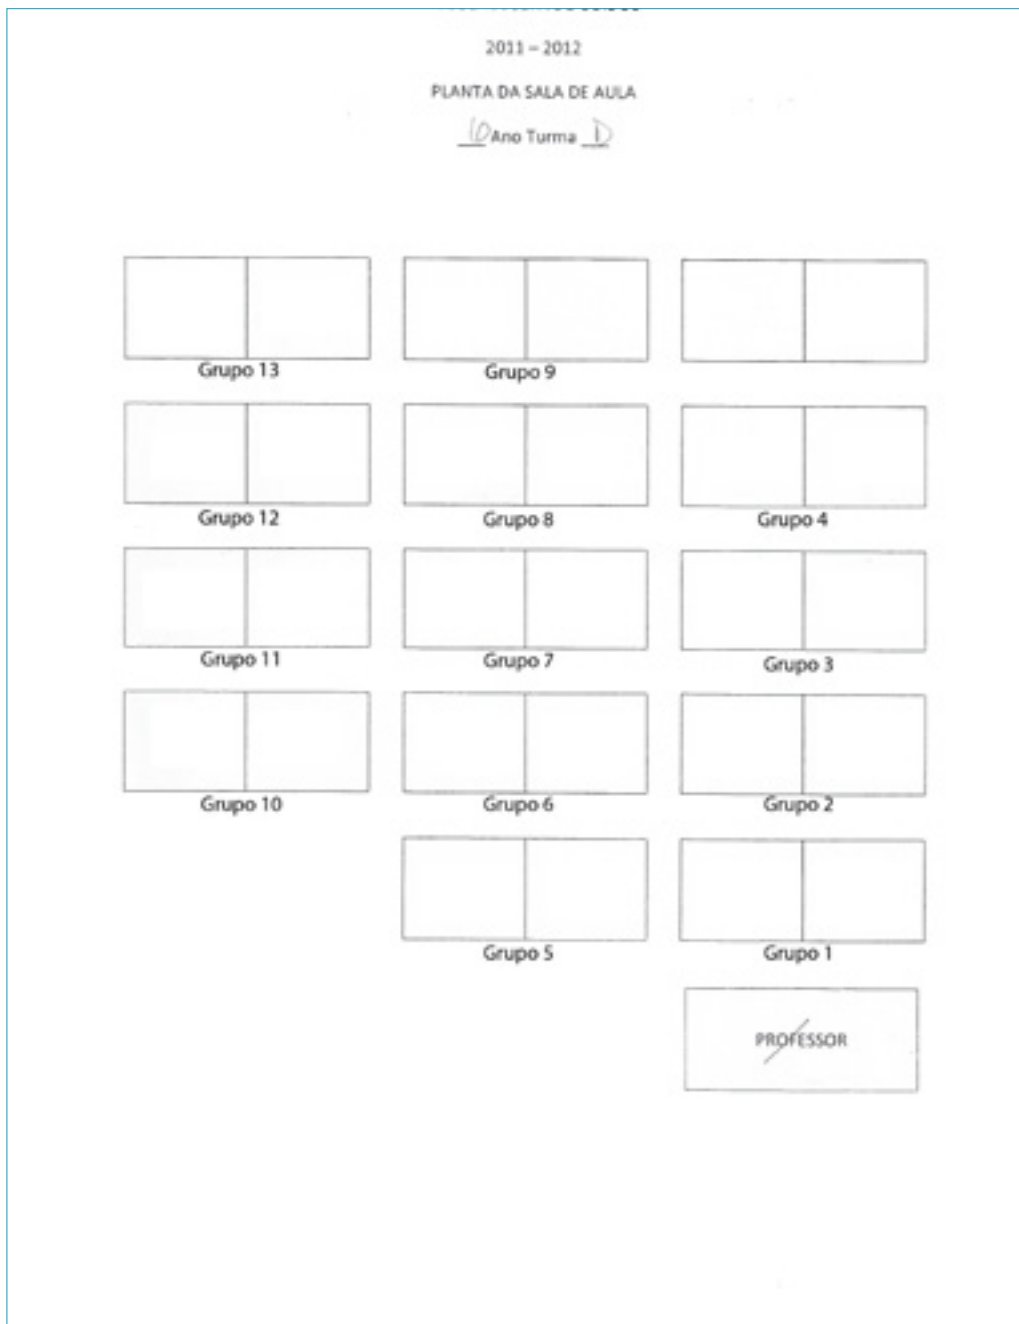 2011 – 2012
PLANTA DA SALA DE AULA
10 Ano Turma D
Grupo 13
Grupo 9
Grupo 12
Grupo 8
Grupo 4
Grupo 11
Grupo 7
Grupo 3
Grupo 10
Grupo 6
Grupo 2
Grupo 5
Grupo 1
PROFESSOR